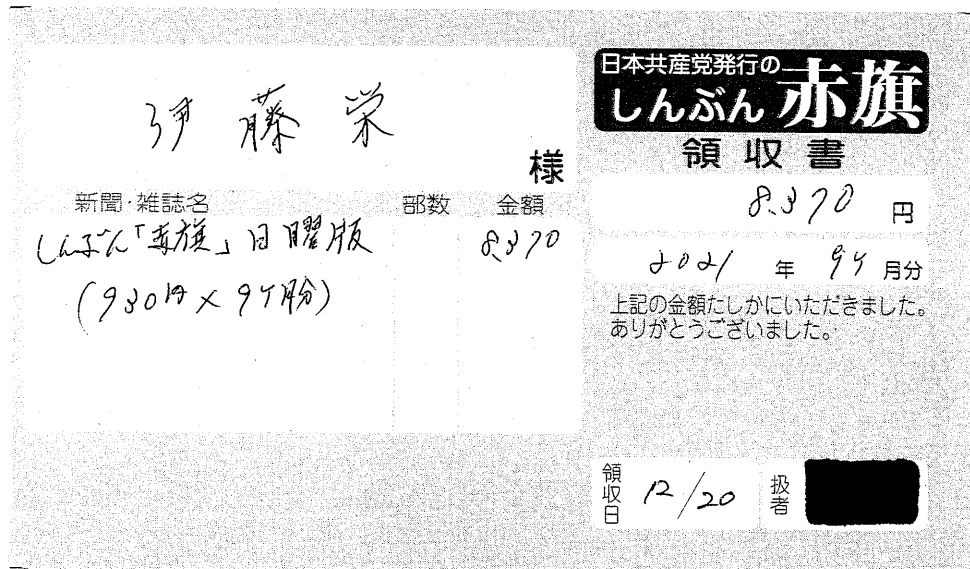 伊藤栄
様
新聞・雑誌名 部数 金額
しんぶん「赤旗」日曜版 8,370
(930円×9ヶ月分)
日本共産党発行の
しんぶん 赤旗
領収書
8,370 円
2021 年 9ヶ 月分
上記の金額たしかにいただきました。
ありがとうございました。
領収日 12/20 扱者